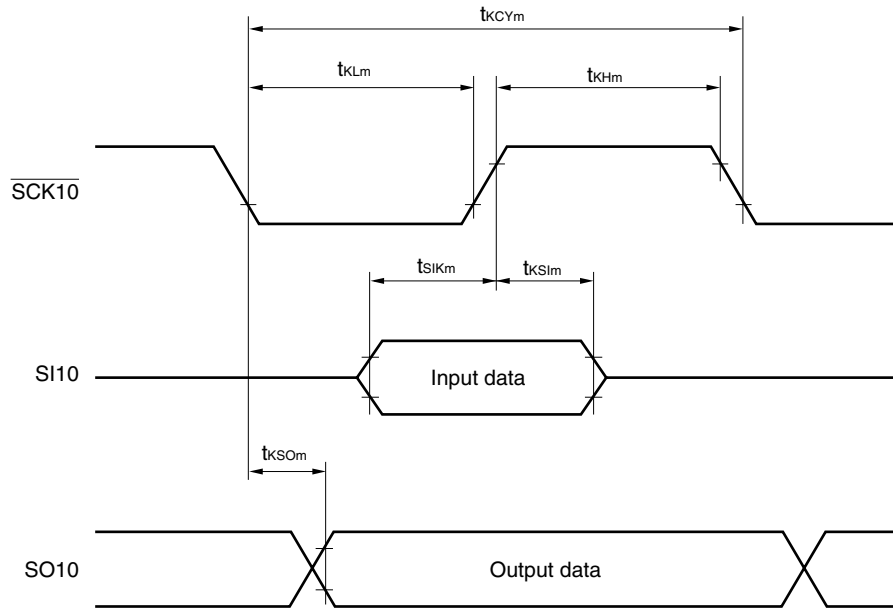 tKCYm
tKLm
tKHm
SCK10
tSIKm
tKSIm
SI10
Input data
tKSOm
SO10
Output data